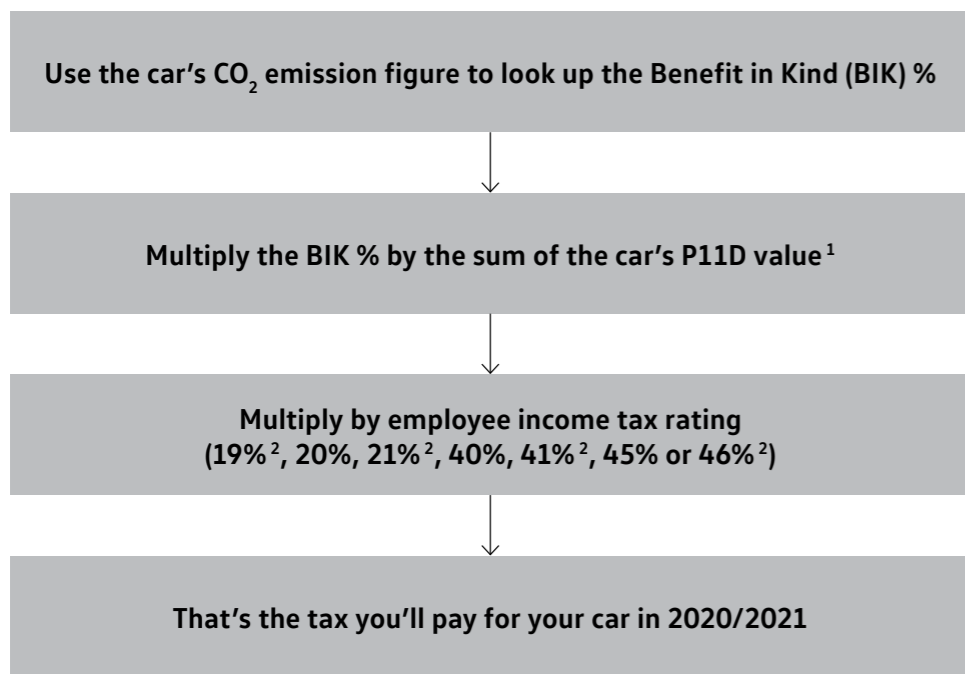 Use the car’s CO₂ emission figure to look up the Benefit in Kind (BIK) %
Multiply the BIK % by the sum of the car’s P11D value¹
Multiply by employee income tax rating
(19%², 20%, 21%², 40%, 41%², 45% or 46%²)
That’s the tax you’ll pay for your car in 2020/2021